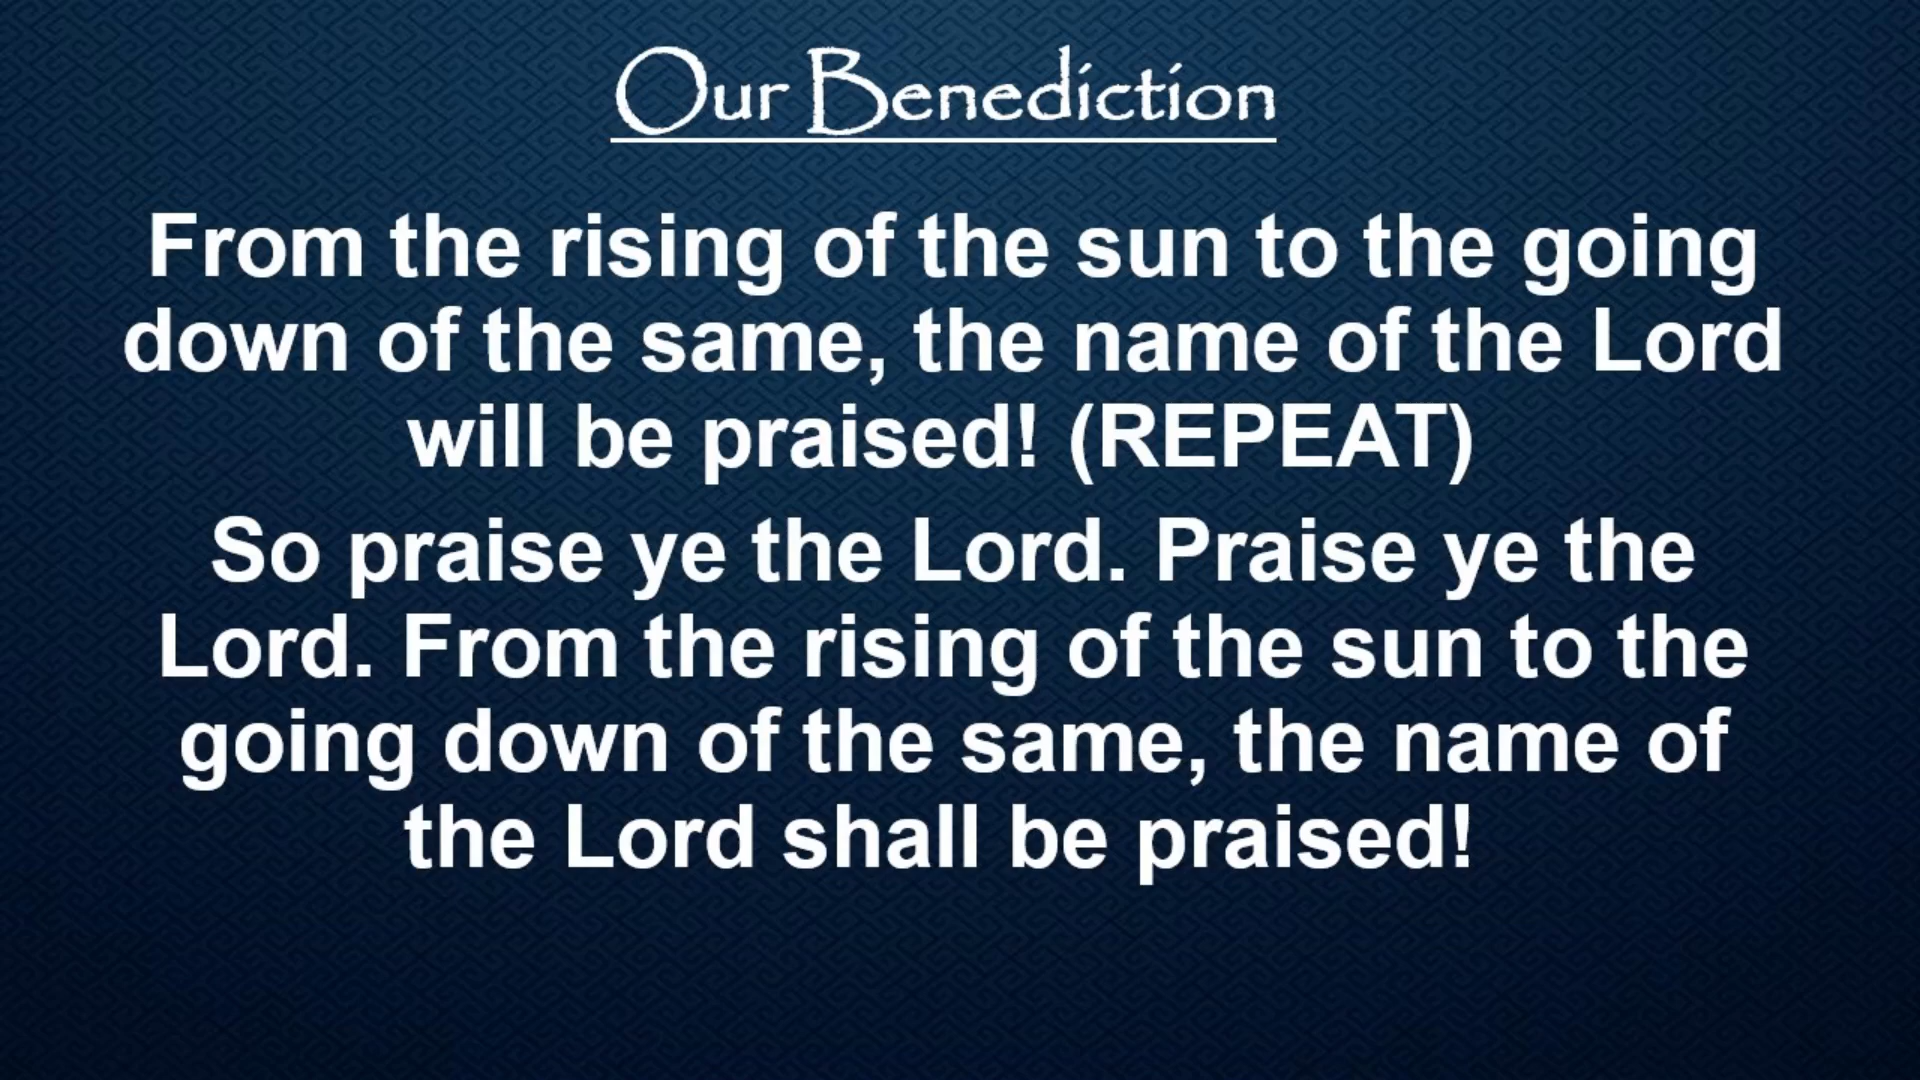 Our Benediction
From the rising of the sun to the going
down of the same, the name of the Lord
will be praised! (REPEAT)
So praise ye the Lord. Praise ye the
Lord. From the rising of the sun to the
going down of the same, the name of
the Lord shall be praised!